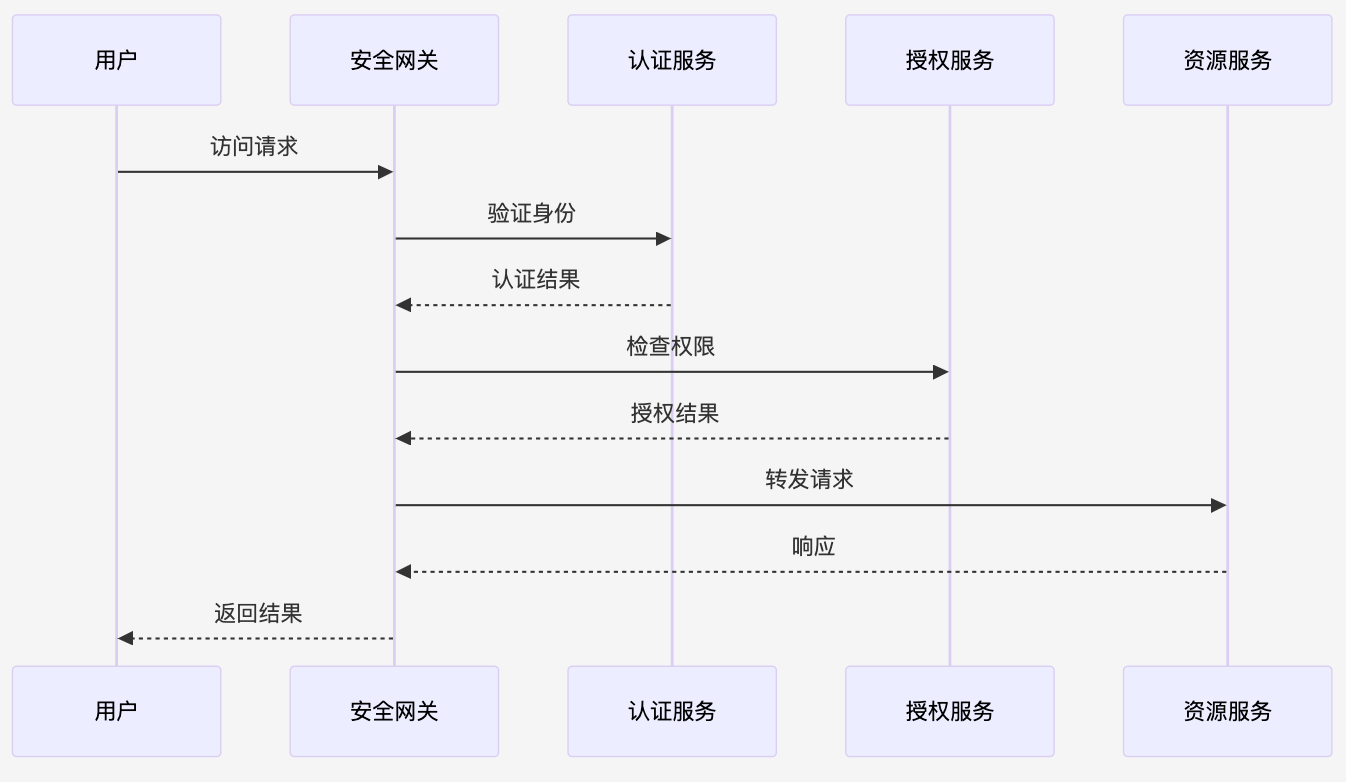 用户
安全网关
认证服务
授权服务
资源服务
访问请求
验证身份
认证结果
检查权限
授权结果
转发请求
响应
返回结果
用户
安全网关
认证服务
授权服务
资源服务